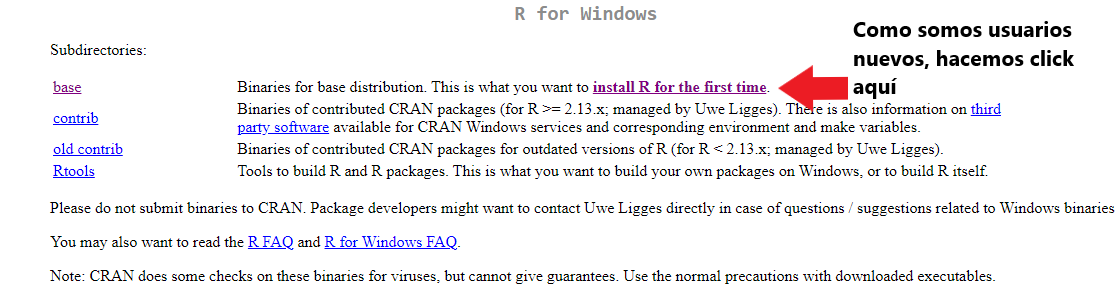 R for Windows
Como somos usuarios
nuevos, hacemos click
aquí
Subdirectories:
base Binaries for base distribution. This is what you want to install R for the first time.
contrib Binaries of contributed CRAN packages (for R >= 2.13.x; managed by Uwe Ligges). There is also information on third
party software available for CRAN Windows services and corresponding environment and make variables.
old contrib Binaries of contributed CRAN packages for outdated versions of R (for R < 2.13.x; managed by Uwe Ligges).
Rtools Tools to build R and R packages. This is what you want to build your own packages on Windows, or to build R itself.
Please do not submit binaries to CRAN. Package developers might want to contact Uwe Ligges directly in case of questions / suggestions related to Windows binaries
You may also want to read the R FAQ and R for Windows FAQ.
Note: CRAN does some checks on these binaries for viruses, but cannot give guarantees. Use the normal precautions with downloaded executables.